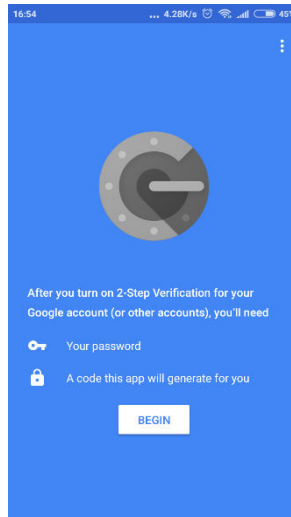 16:54 ... 4.28K/s 45%
After you turn on 2-Step Verification for your
Google account (or other accounts), you'll need
Your password
A code this app will generate for you
BEGIN